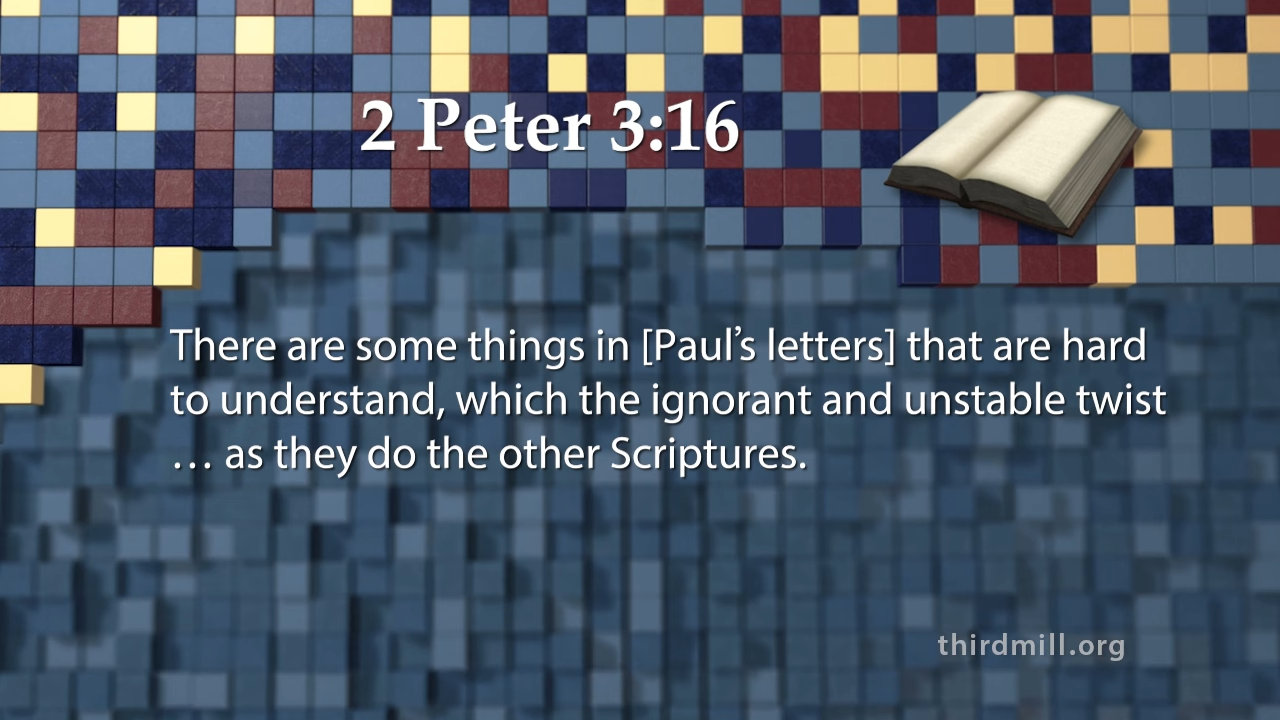 2 Peter 3:16
There are some things in [Paul’s letters] that are hard
to understand, which the ignorant and unstable twist
… as they do the other Scriptures.
thirdmill.org